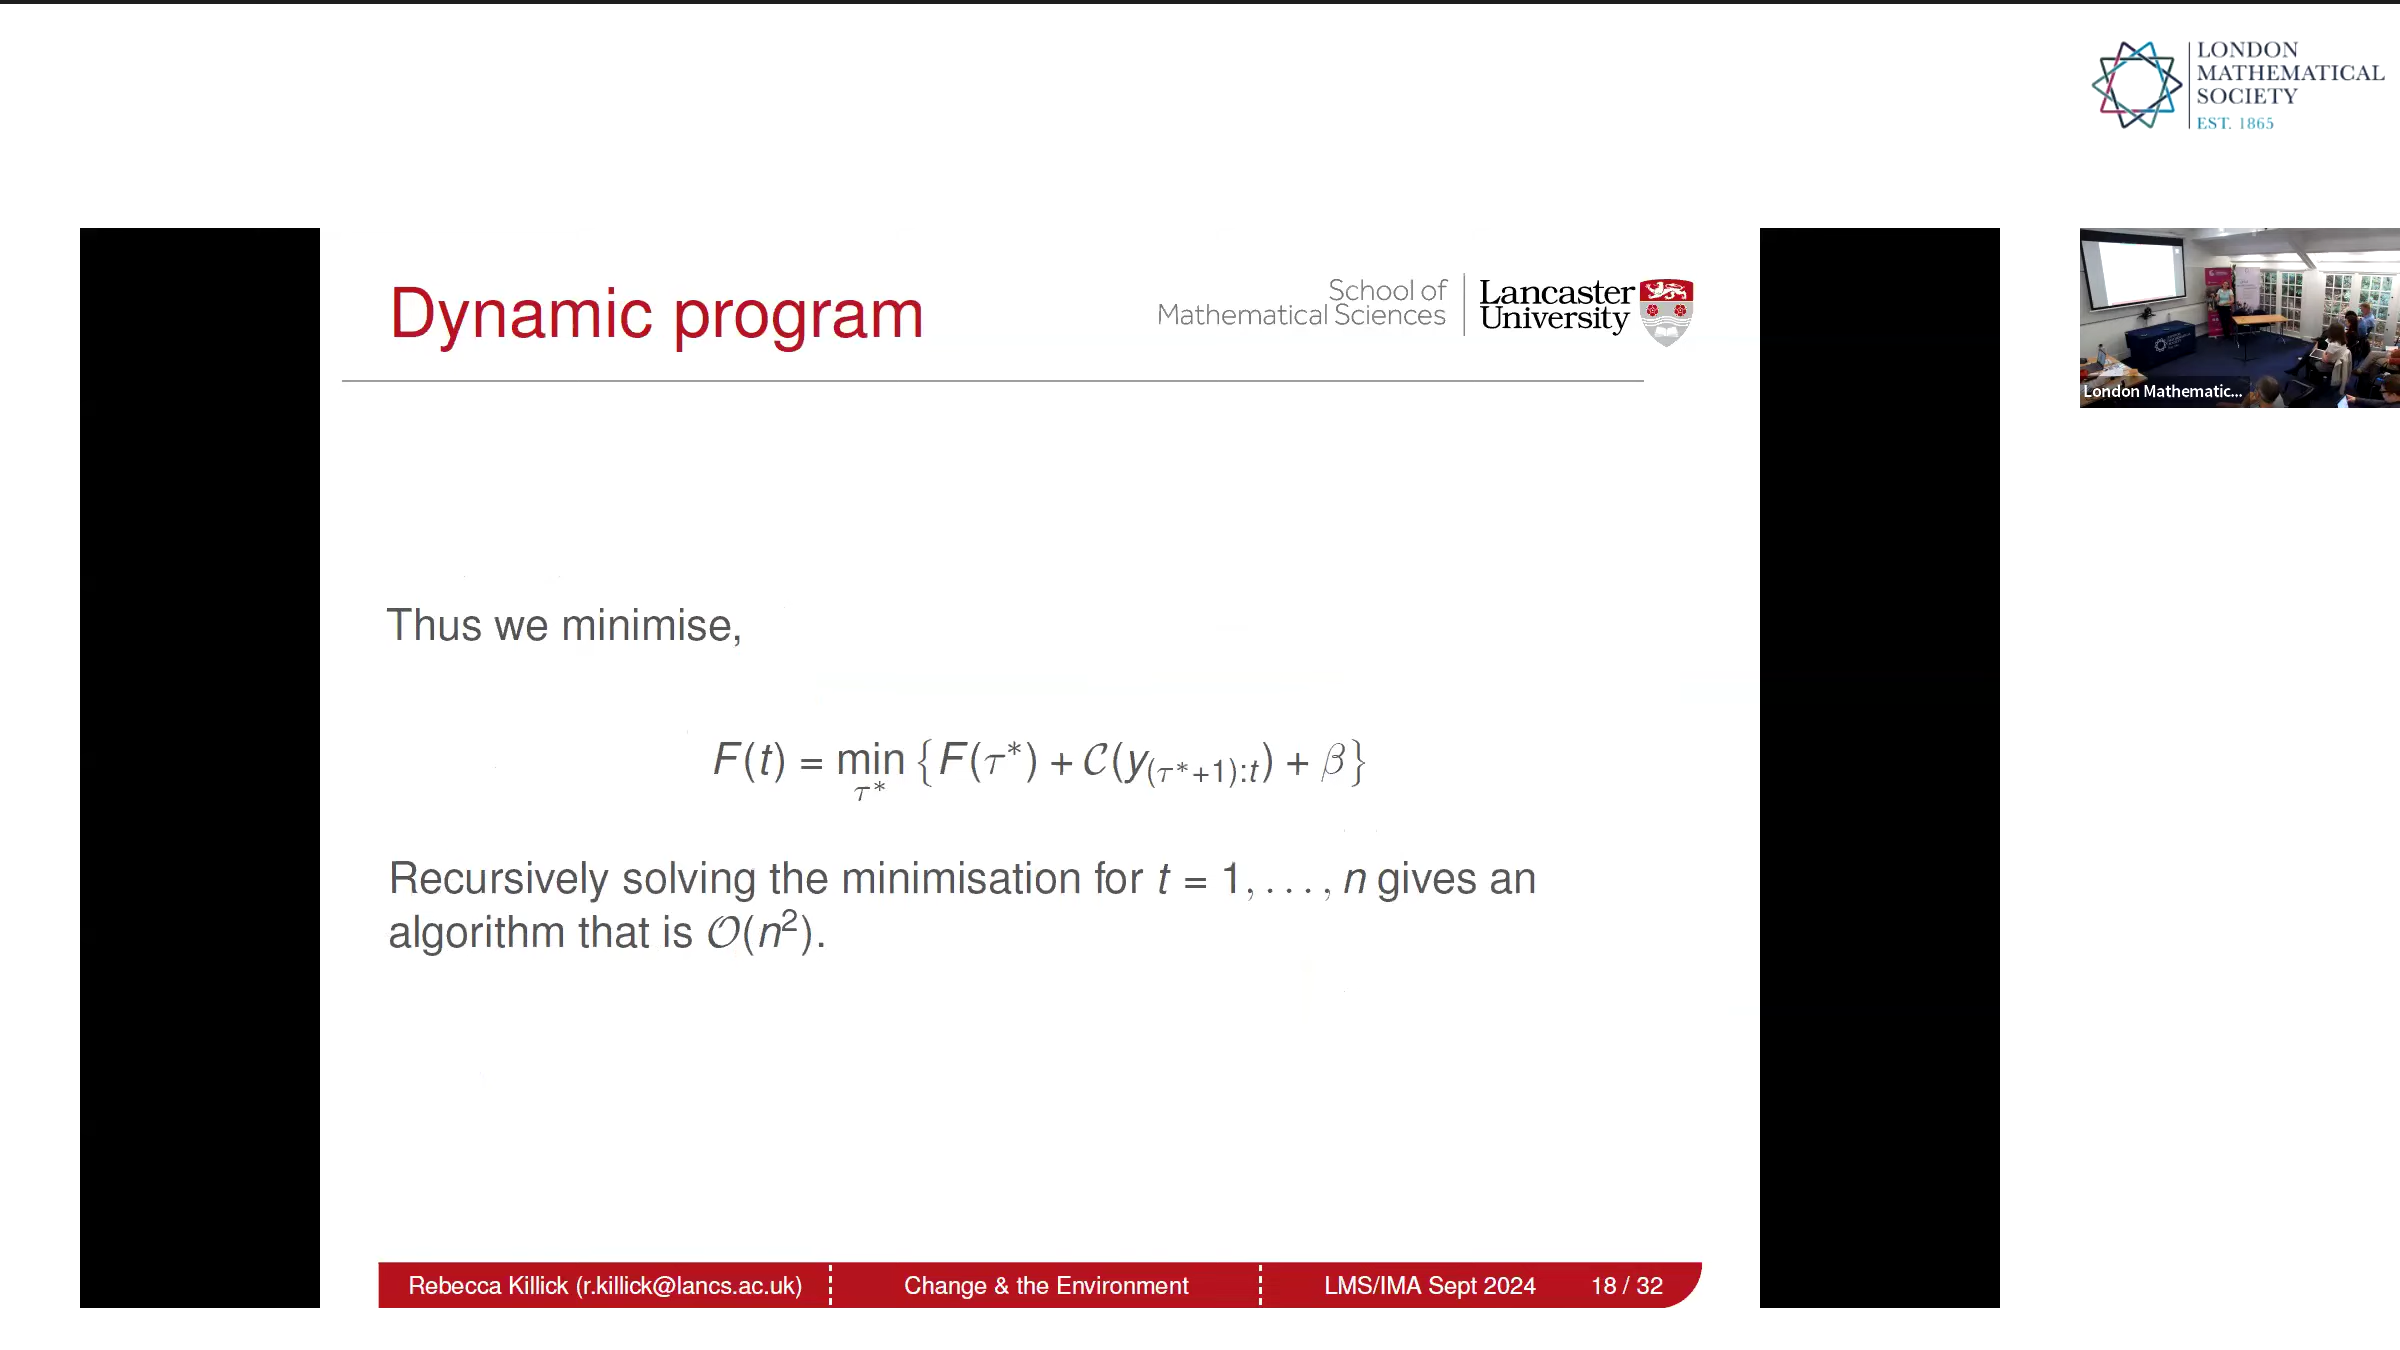 LONDON
MATHEMATICAL
SOCIETY
EST. 1865
Dynamic program
School of
Mathematical Sciences
Lancaster
University
London Mathematic...
Thus we minimise,
F(t) = min {F(τ*) + C(y(τ*+1):t) + β}
τ*
Recursively solving the minimisation for t = 1, . . . , n gives an
algorithm that is O(n²).
Rebecca Killick (r.killick@lancs.ac.uk)
Change & the Environment
LMS/IMA Sept 2024
18 / 32